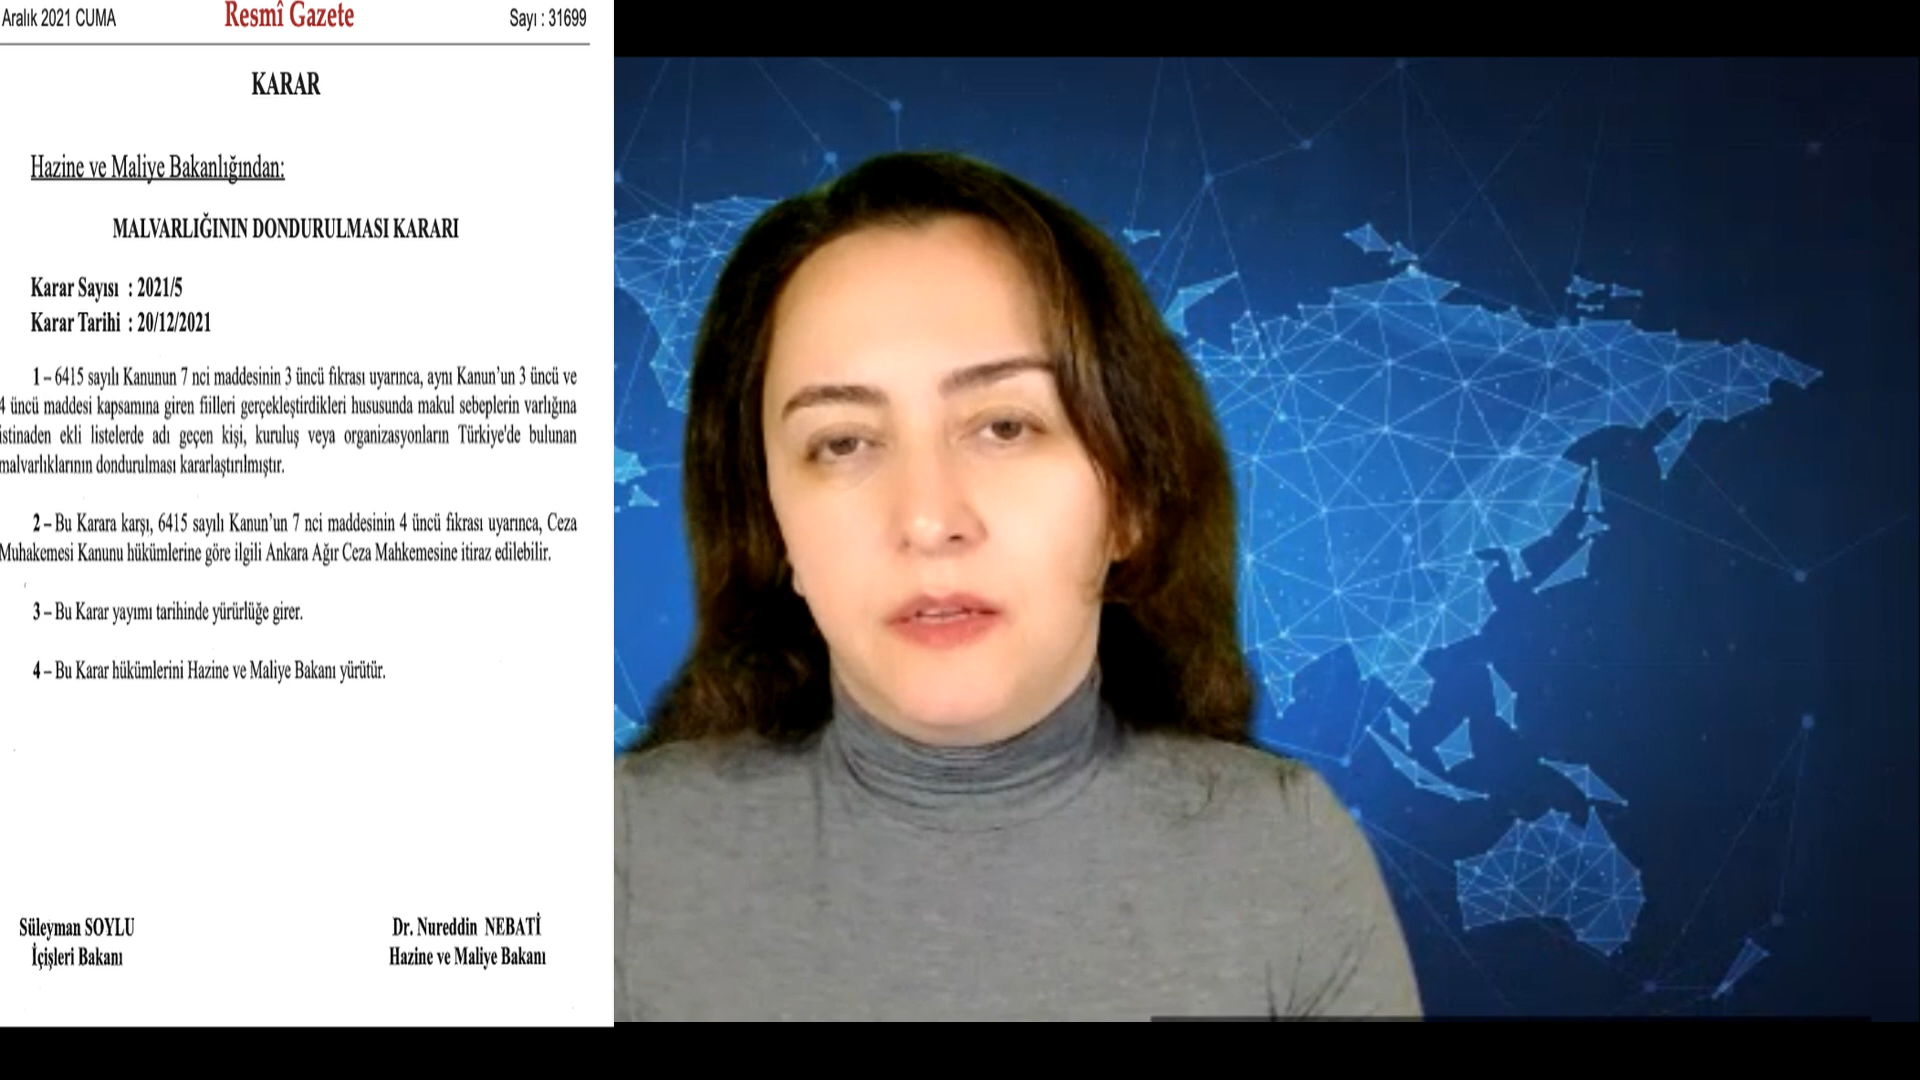 Aralık 2021 CUMA
Resmî Gazete
Sayı : 31699
KARAR
Hazine ve Maliye Bakanlığından:
MALVARLIĞININ DONDURULMASI KARARI
Karar Sayısı : 2021/5
Karar Tarihi : 20/12/2021
1 – 6415 sayılı Kanunun 7 nci maddesinin 3 üncü fıkrası uyarınca, aynı Kanun'un 3 üncü ve
4 üncü maddesi kapsamına giren fiilleri gerçekleştirdikleri hususunda makul sebeplerin varlığına
istinaden ekli listelerde adı geçen kişi, kuruluş veya organizasyonların Türkiye'de bulunan
malvarlıklarının dondurulması kararlaştırılmıştır.
2 – Bu Karara karşı, 6415 sayılı Kanun'un 7 nci maddesinin 4 üncü fıkrası uyarınca, Ceza
Muhakemesi Kanunu hükümlerine göre ilgili Ankara Ağır Ceza Mahkemesine itiraz edilebilir.
3 – Bu Karar yayımı tarihinde yürürlüğe girer.
4 – Bu Karar hükümlerini Hazine ve Maliye Bakanı yürütür.
Süleyman SOYLU
İçişleri Bakanı
Dr. Nureddin NEBATİ
Hazine ve Maliye Bakanı